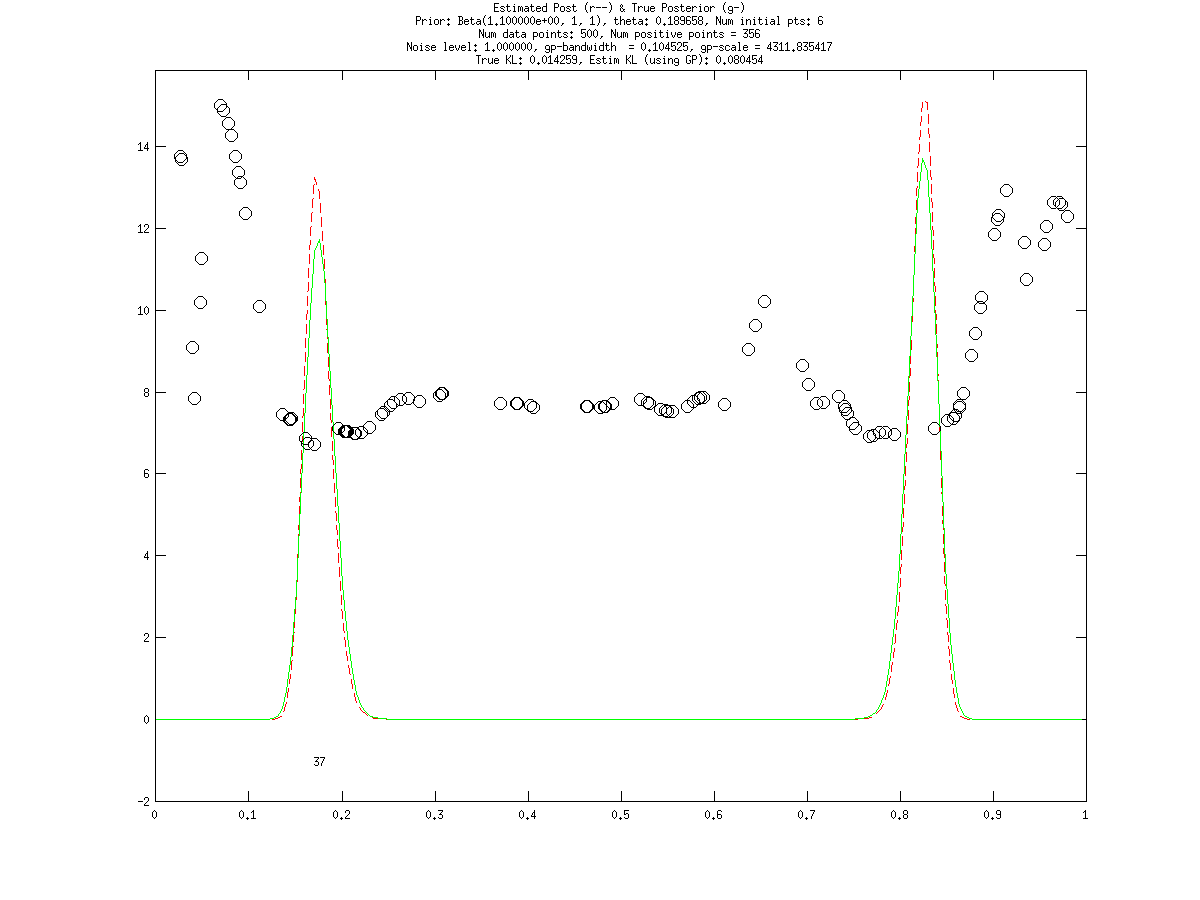 Estimated Post (r--) & True Posterior (g-)
Prior: Beta(1.100000e+00, 1, 1), theta: 0.189658, Num initial pts: 6
Num data points: 500, Num positive points = 356
Noise level: 1.000000, gp-bandwidth  = 0.104525, gp-scale = 4311.835417
True KL: 0.014259, Estim KL (using GP): 0.080454
14
12
10
8
6
4
2
0
37
-2
0 0.1 0.2 0.3 0.4 0.5 0.6 0.7 0.8 0.9 1